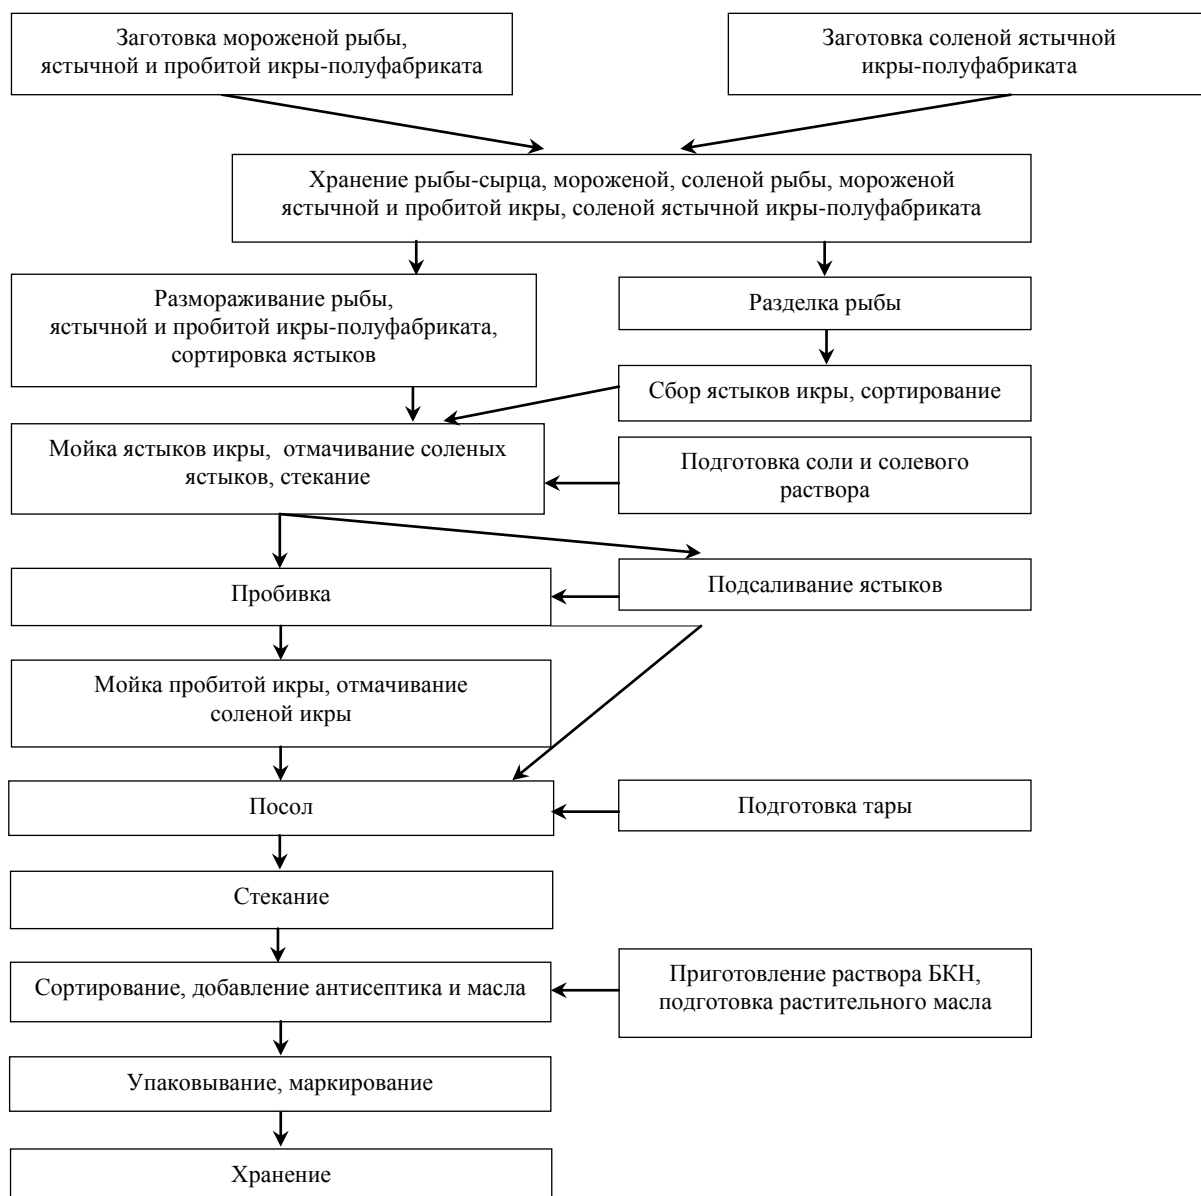 Заготовка мороженой рыбы,
ястычной и пробитой икры-полуфабриката
Заготовка соленой ястычной
икры-полуфабриката
Хранение рыбы-сырца, мороженой, соленой рыбы, мороженой
ястычной и пробитой икры, соленой ястычной икры-полуфабриката
Размораживание рыбы,
ястычной и пробитой икры-полуфабриката,
сортировка ястыков
Разделка рыбы
Сбор ястыков икры, сортирование
Мойка ястыков икры, отмачивание соленых
ястыков, стекание
Подготовка соли и солевого
раствора
Пробивка
Подсаливание ястыков
Мойка пробитой икры, отмачивание
соленой икры
Посол
Подготовка тары
Стекание
Сортирование, добавление антисептика и масла
Приготовление раствора БКН,
подготовка растительного масла
Упаковывание, маркирование
Хранение